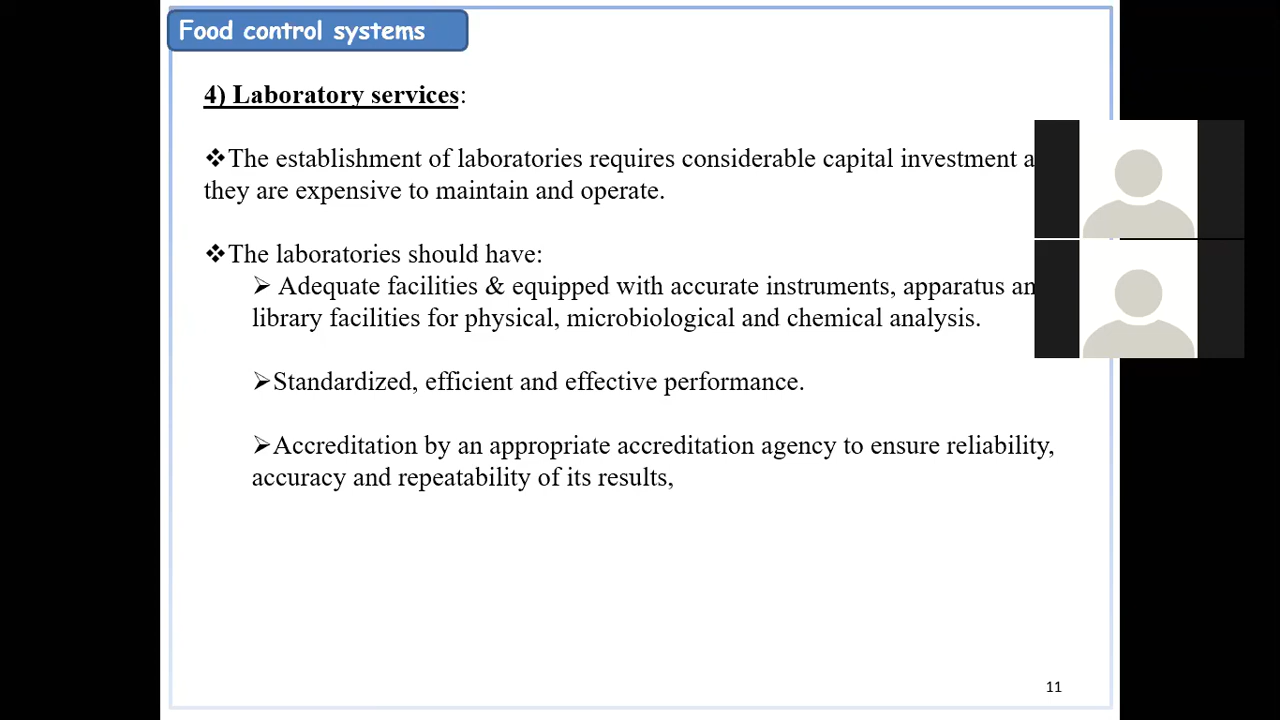 Food control systems
4) Laboratory services:
❖The establishment of laboratories requires considerable capital investment
they are expensive to maintain and operate.
❖The laboratories should have:
➢ Adequate facilities & equipped with accurate instruments, apparatus
library facilities for physical, microbiological and chemical analysis.
➢Standardized, efficient and effective performance.
➢Accreditation by an appropriate accreditation agency to ensure reliability,
accuracy and repeatability of its results,
11